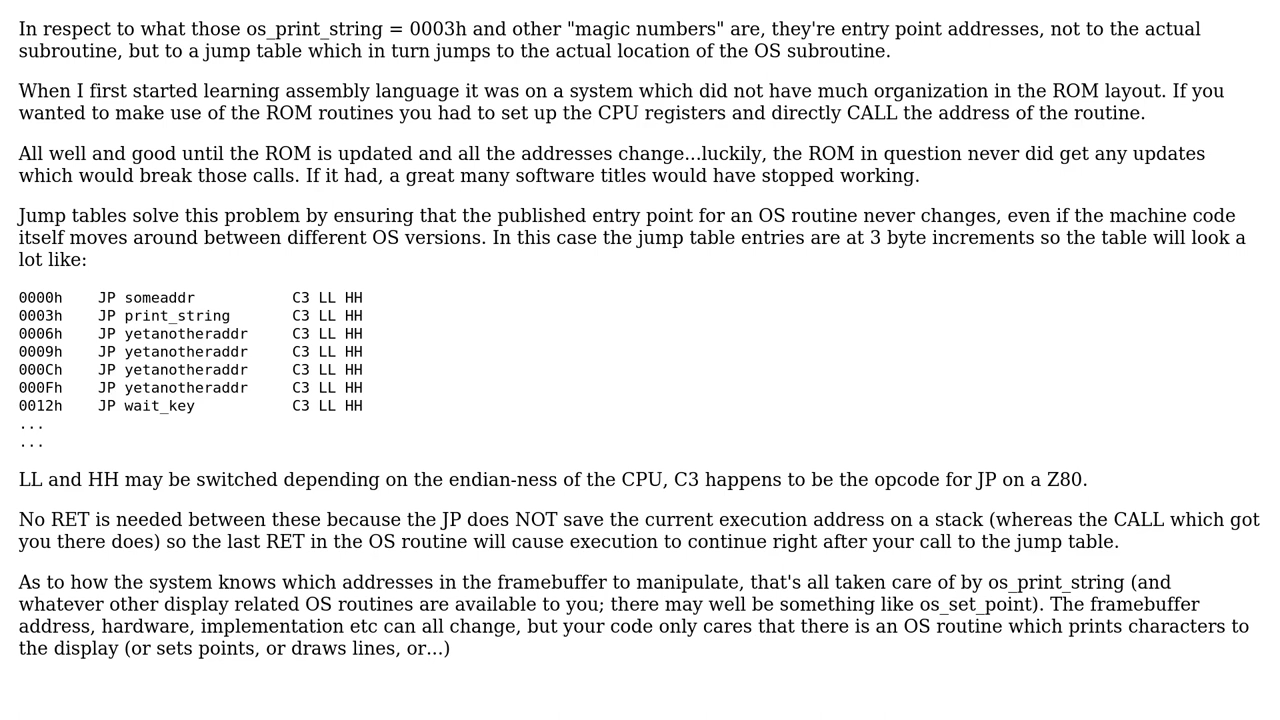 In respect to what those os_print_string = 0003h and other "magic numbers" are, they're entry point addresses, not to the actual
subroutine, but to a jump table which in turn jumps to the actual location of the OS subroutine.
When I first started learning assembly language it was on a system which did not have much organization in the ROM layout. If you
wanted to make use of the ROM routines you had to set up the CPU registers and directly CALL the address of the routine.
All well and good until the ROM is updated and all the addresses change...luckily, the ROM in question never did get any updates
which would break those calls. If it had, a great many software titles would have stopped working.
Jump tables solve this problem by ensuring that the published entry point for an OS routine never changes, even if the machine code
itself moves around between different OS versions. In this case the jump table entries are at 3 byte increments so the table will look a
lot like:
0000h    JP someaddr           C3 LL HH
0003h    JP print_string       C3 LL HH
0006h    JP yetanotheraddr     C3 LL HH
0009h    JP yetanotheraddr     C3 LL HH
000Ch    JP yetanotheraddr     C3 LL HH
000Fh    JP yetanotheraddr     C3 LL HH
0012h    JP wait_key           C3 LL HH
...
...
LL and HH may be switched depending on the endian-ness of the CPU, C3 happens to be the opcode for JP on a Z80.
No RET is needed between these because the JP does NOT save the current execution address on a stack (whereas the CALL which got
you there does) so the last RET in the OS routine will cause execution to continue right after your call to the jump table.
As to how the system knows which addresses in the framebuffer to manipulate, that's all taken care of by os_print_string (and
whatever other display related OS routines are available to you; there may well be something like os_set_point). The framebuffer
address, hardware, implementation etc can all change, but your code only cares that there is an OS routine which prints characters to
the display (or sets points, or draws lines, or...)